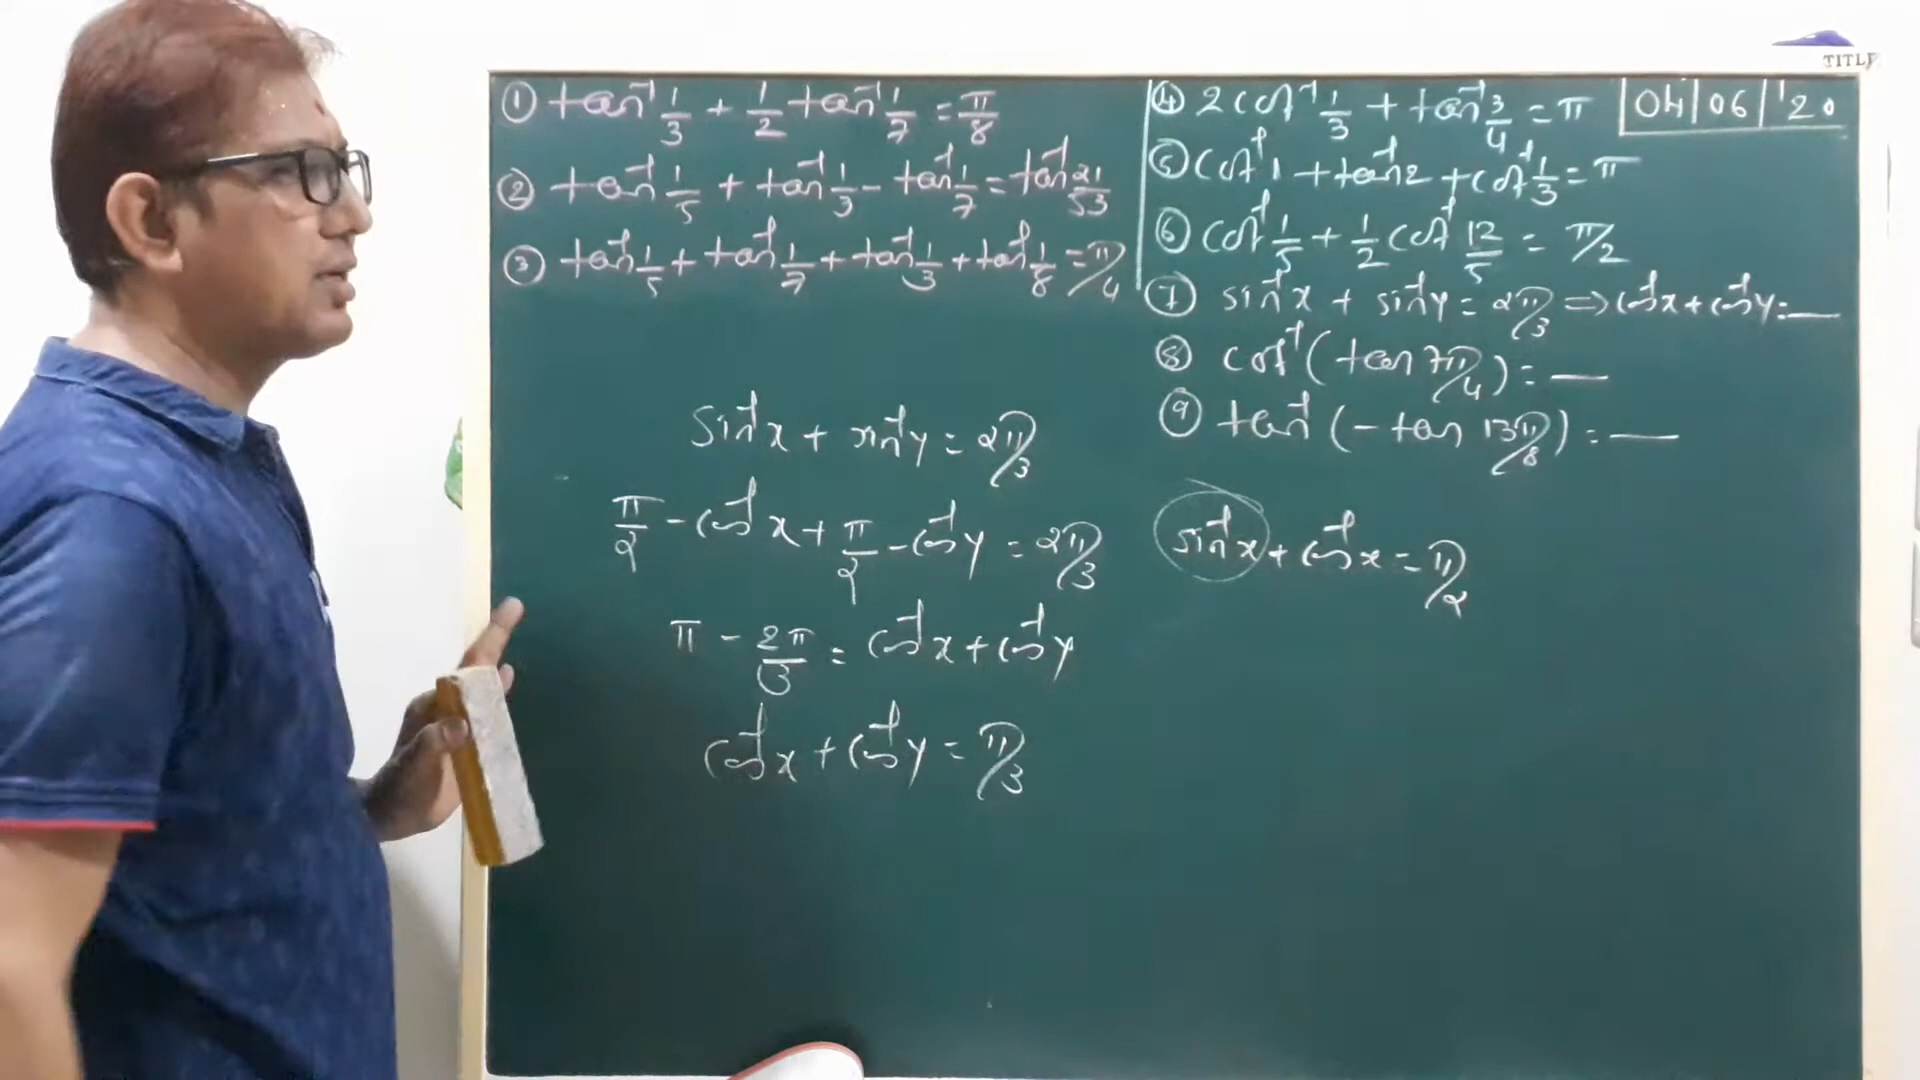 TITLE
① tan⁻¹ 1/3 + 1/2 tan⁻¹ 1/7 = π/8
② tan⁻¹ 1/5 + tan⁻¹ 1/3 - tan⁻¹ 1/7 = tan⁻¹ 21/53
③ tan⁻¹ 1/5 + tan⁻¹ 1/7 + tan⁻¹ 1/3 + tan⁻¹ 1/8 = π/4
④ 2 cot⁻¹ 1/3 + tan⁻¹ 3/4 = π
04/06/'20
⑤ cot⁻¹ 1 + tan⁻¹ 2 + cot⁻¹ 1/3 = π
⑥ cot⁻¹ 1/5 + 1/2 cot⁻¹ 12/5 = π/2
⑦ sin⁻¹x + sin⁻¹y = 2π/3 ⇒ cos⁻¹x + cos⁻¹y = __
⑧ cot⁻¹(tan 7π/4) = __
⑨ tan⁻¹(- tan 13π/8) = __
sin⁻¹x + sin⁻¹y = 2π/3
π/2 - cos⁻¹x + π/2 - cos⁻¹y = 2π/3
π - 2π/3 = cos⁻¹x + cos⁻¹y
cos⁻¹x + cos⁻¹y = π/3
sin⁻¹x + cos⁻¹x = π/2